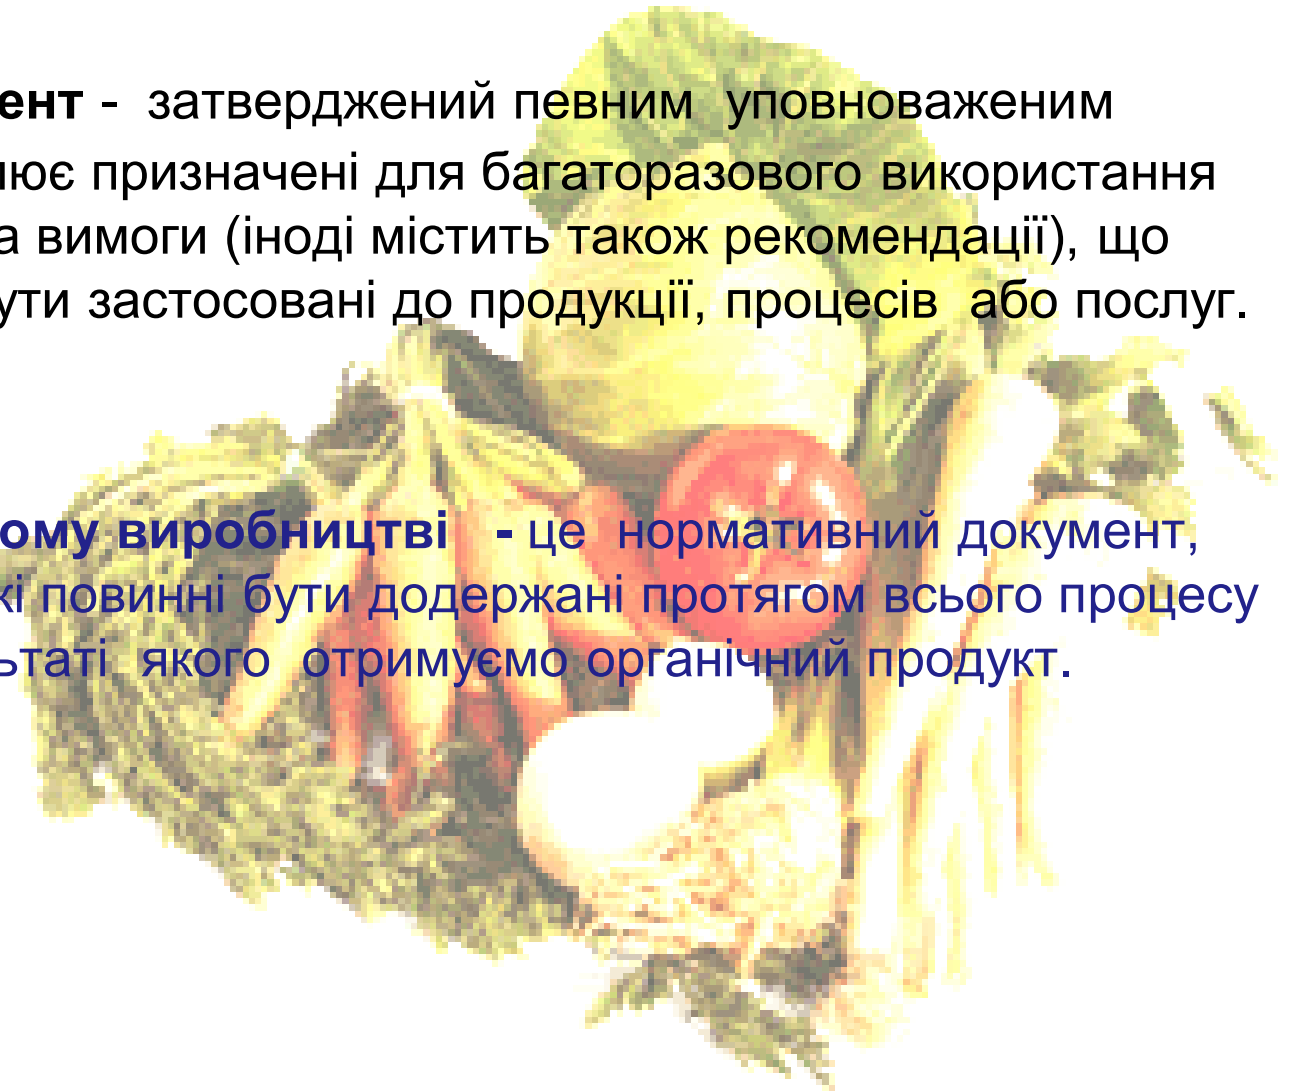 ент - затверджений певним уповноваженим
нює призначені для багаторазового використання
а вимоги (іноді містить також рекомендації), що
ути застосовані до продукції, процесів або послуг.
ому виробництві - це нормативний документ,
кі повинні бути додержані протягом всього процесу
ьтаті якого отримуємо органічний продукт.